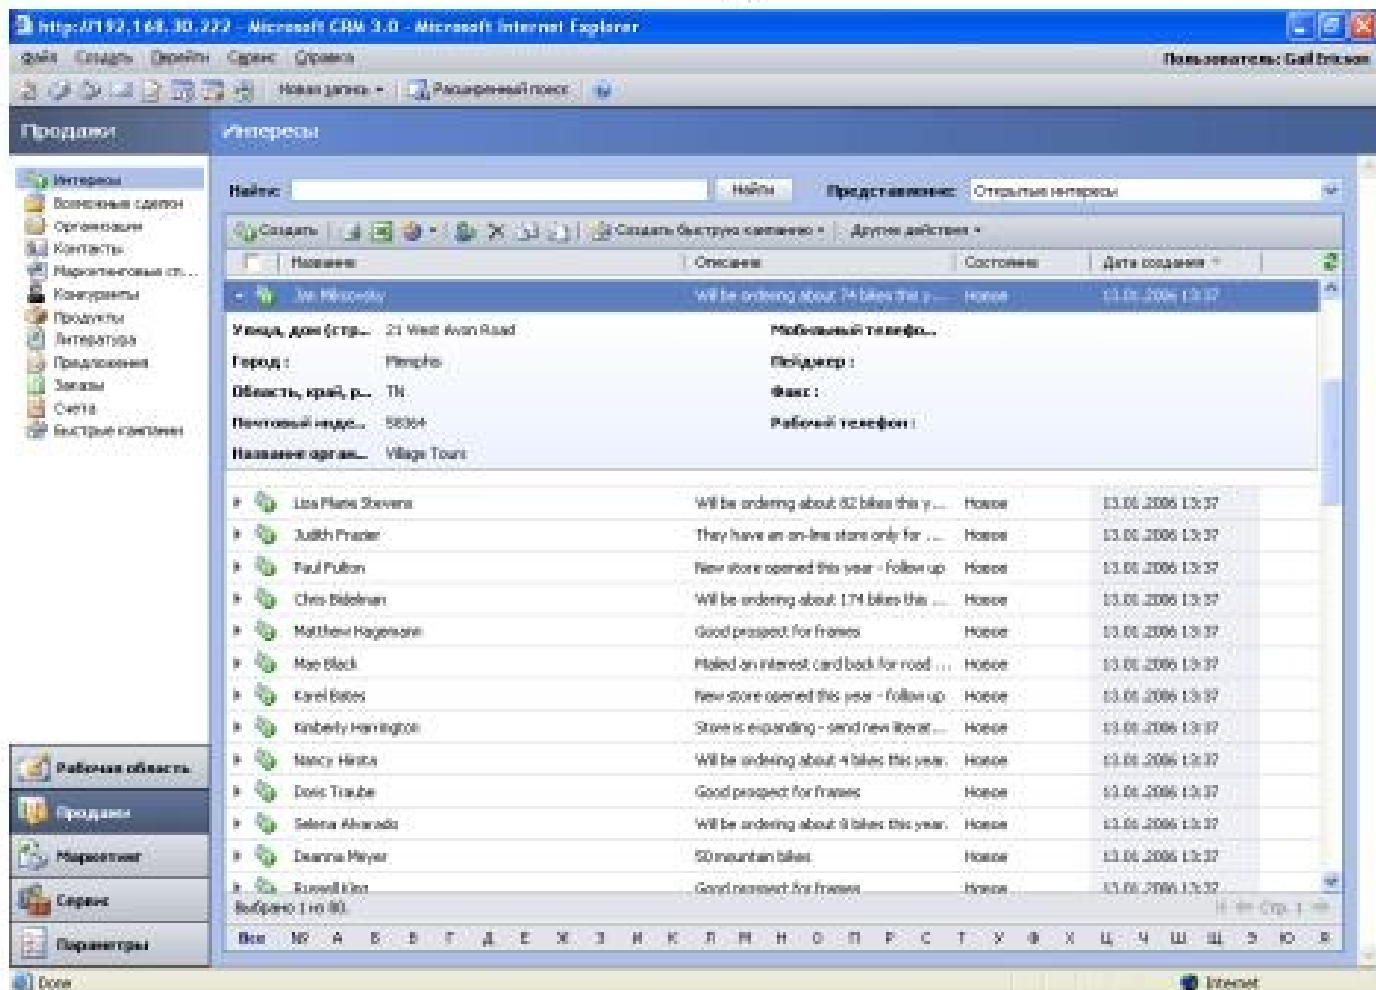 http://192.168.30.222 - Microsoft CRM 3.0 - Microsoft Internet Explorer
Файл Создать Перейти Сервис Справка Пользователь: Gail Erickson
Новая запись Расширенный поиск
Продажи Интересы
Интересы
Возможные сделки
Организации
Контакты
Маркетинговые сп...
Конкуренты
Продукты
Литература
Предложения
Заказы
Счета
Быстрые кампании
Найти: Найти Представление: Открытые интересы
Создать Создать быструю кампанию Другие действия
Название Описание Состояние Дата создания
Jan Miksovsky Will be ordering about 74 bikes this y... Новое 13.01.2006 13:37
Улица, дом (стр... 21 West Avon Road Мобильный телефо...
Город : Memphis Пейджер :
Область, край, р... TN Факс :
Почтовый инде... 58364 Рабочий телефон :
Название орган... Village Tours
Lisa Marie Stevens Will be ordering about 82 bikes this y... Новое 13.01.2006 13:37
Judith Frazier They have an on-line store only for ... Новое 13.01.2006 13:37
Paul Fulton New store opened this year - follow up Новое 13.01.2006 13:37
Chris Bidelman Will be ordering about 174 bikes this ... Новое 13.01.2006 13:37
Matthew Hagemann Good prospect for frames Новое 13.01.2006 13:37
Mae Black Mailed an interest card back for road ... Новое 13.01.2006 13:37
Karel Bates New store opened this year - follow up Новое 13.01.2006 13:37
Kimberly Harrington Store is expanding - send new literat... Новое 13.01.2006 13:37
Nancy Hirota Will be ordering about 4 bikes this year. Новое 13.01.2006 13:37
Doris Traube Good prospect for frames Новое 13.01.2006 13:37
Selena Alvarado Will be ordering about 8 bikes this year. Новое 13.01.2006 13:37
Deanna Meyer 50 mountain bikes Новое 13.01.2006 13:37
Russell King Good prospect for frames Новое 13.01.2006 13:37
Рабочая область
Продажи
Маркетинг
Сервис
Параметры
Выбрано 1 из 80. Стр. 1
Все № А Б В Г Д Е Ж З И К Л М Н О П Р С Т У Ф Х Ц Ч Ш Щ Э Ю Я
Done Internet